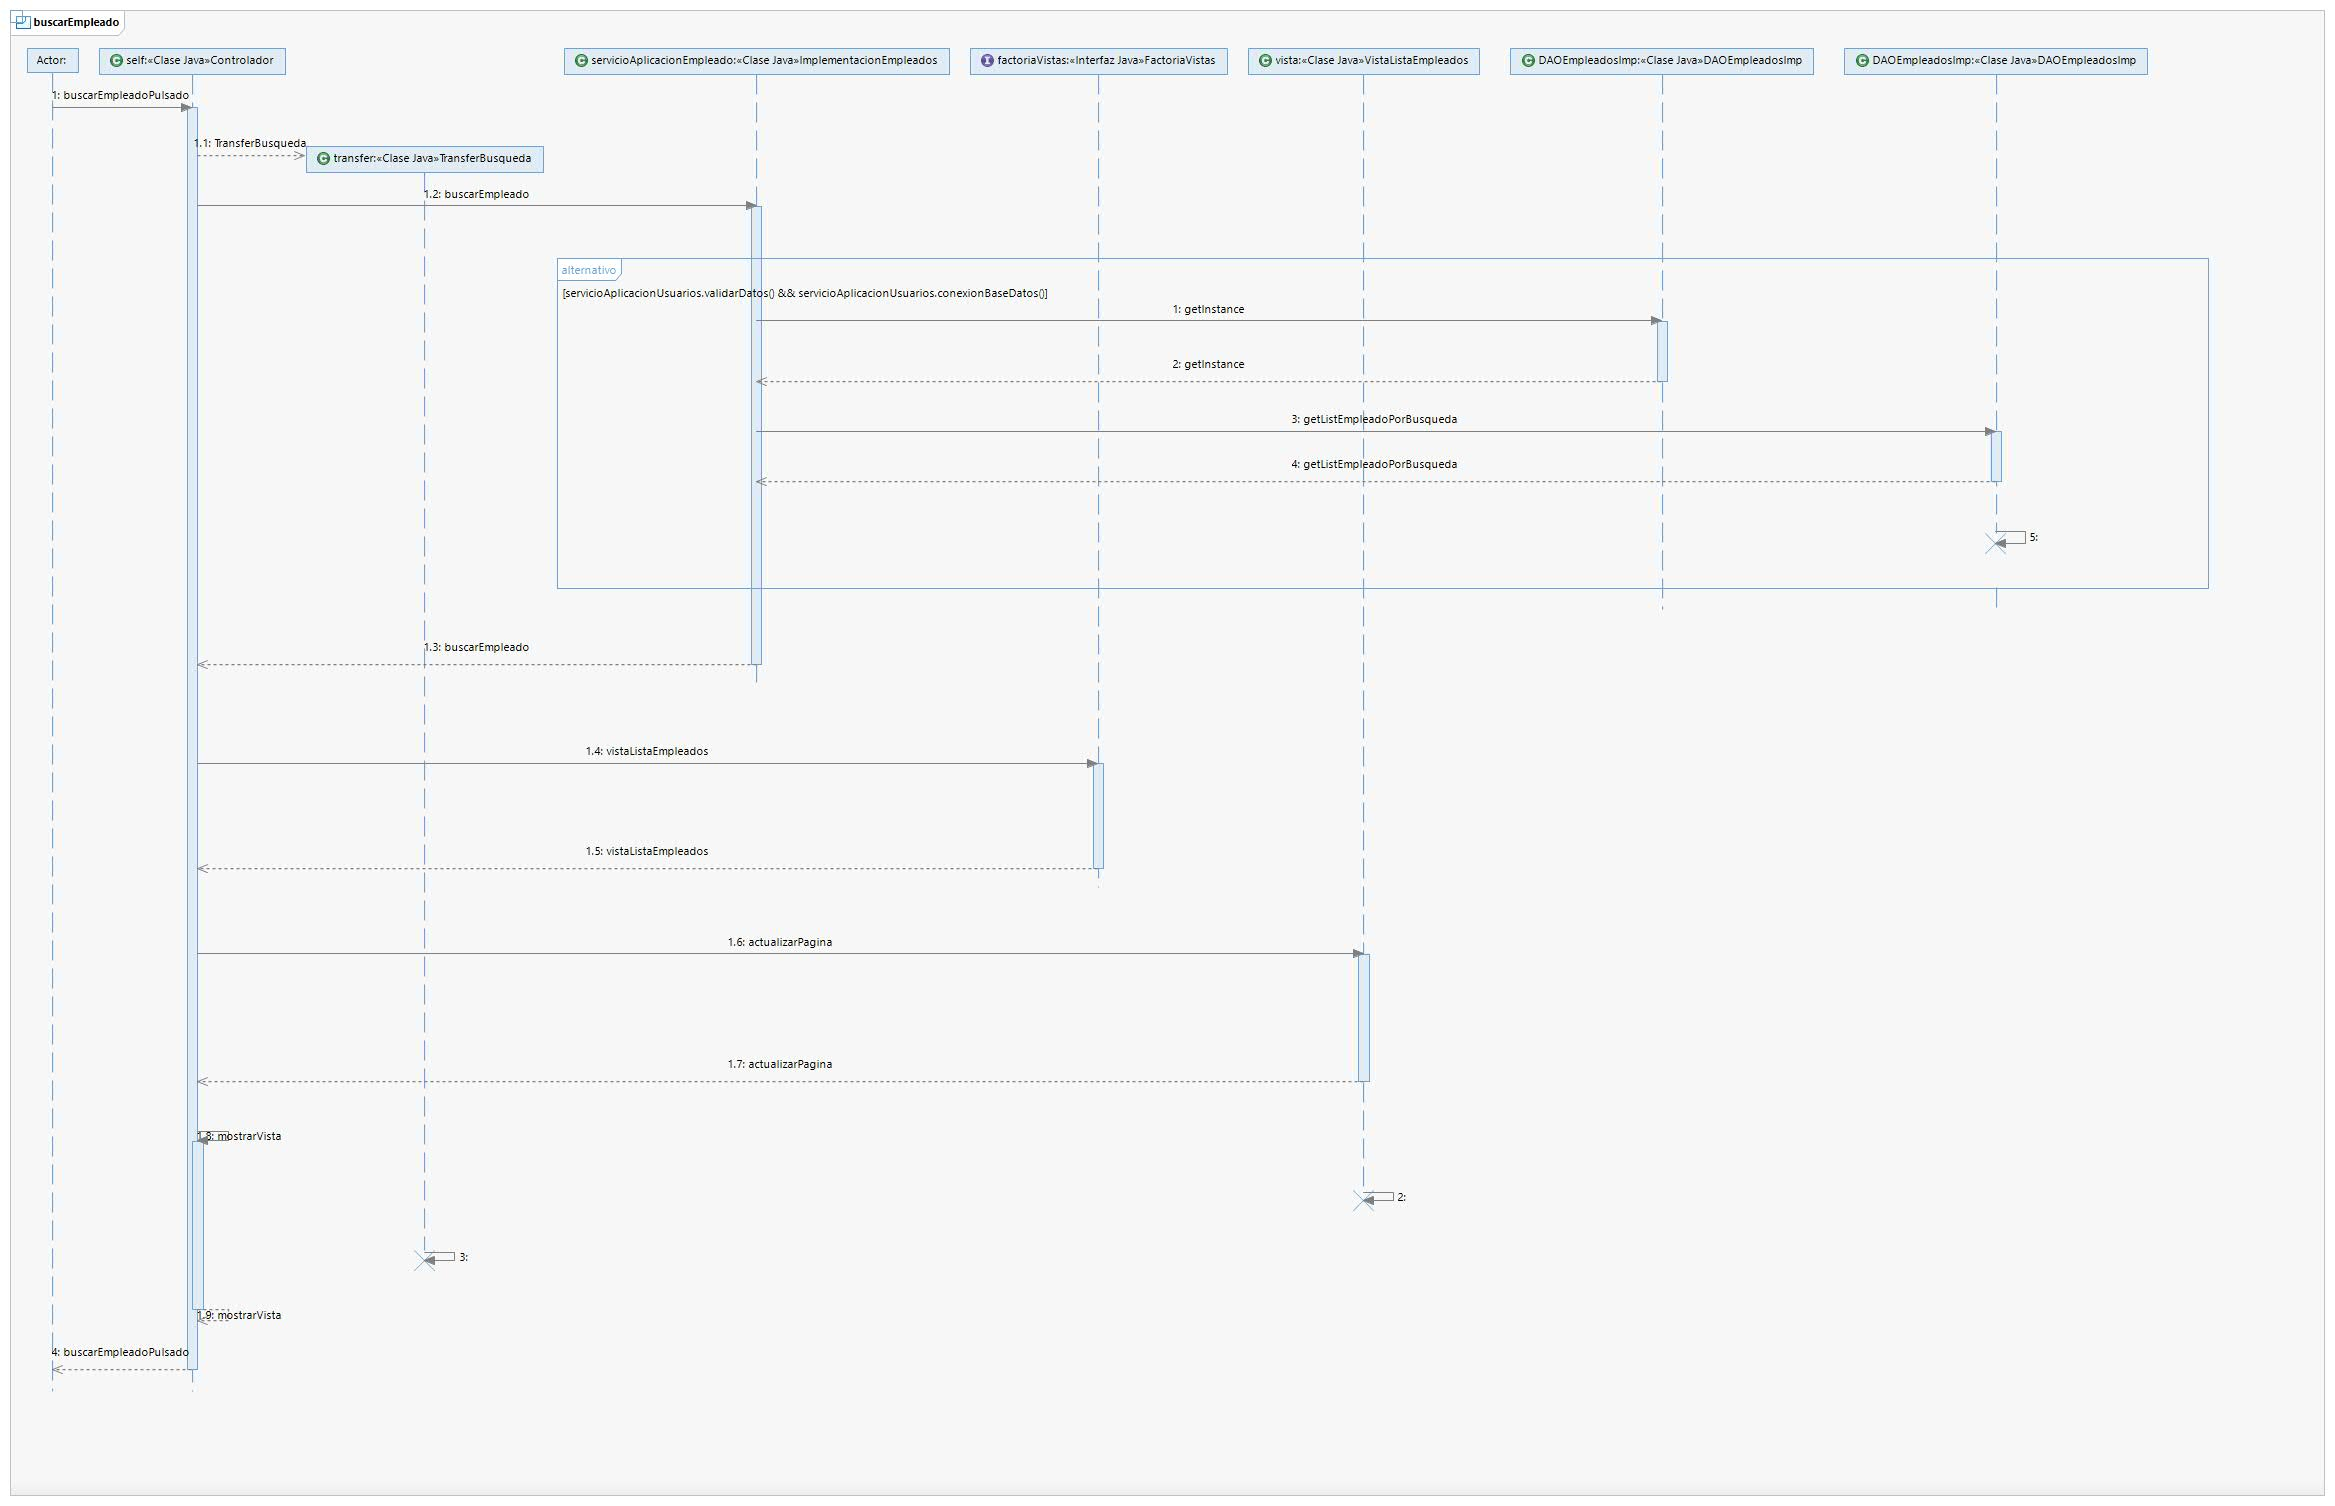 buscarEmpleado
Actor:
self:«Clase Java»Controlador
servicioAplicacionEmpleado:«Clase Java»ImplementacionEmpleados
factoriaVistas:«Interfaz Java»FactoriaVistas
vista:«Clase Java»VistaListaEmpleados
DAOEmpleadosImp:«Clase Java»DAOEmpleadosImp
DAOEmpleadosImp:«Clase Java»DAOEmpleadosImp
1: buscarEmpleadoPulsado
1.1: TransferBusqueda
transfer:«Clase Java»TransferBusqueda
1.2: buscarEmpleado
alternativo
[servicioAplicacionUsuarios.validarDatos() && servicioAplicacionUsuarios.conexionBaseDatos()]
1: getInstance
2: getInstance
3: getListEmpleadoPorBusqueda
4: getListEmpleadoPorBusqueda
5:
1.3: buscarEmpleado
1.4: vistaListaEmpleados
1.5: vistaListaEmpleados
1.6: actualizarPagina
1.7: actualizarPagina
1.8: mostrarVista
2:
3:
1.9: mostrarVista
4: buscarEmpleadoPulsado